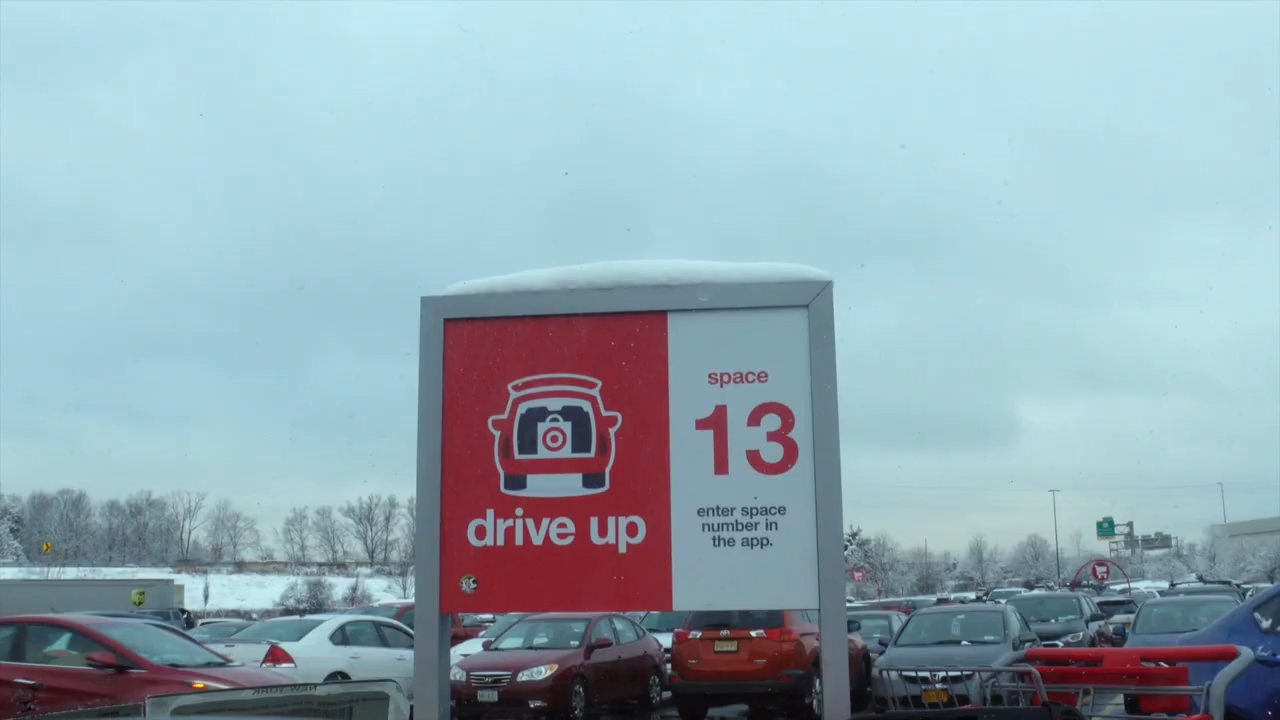 drive up
space
13
enter space
number in
the app.